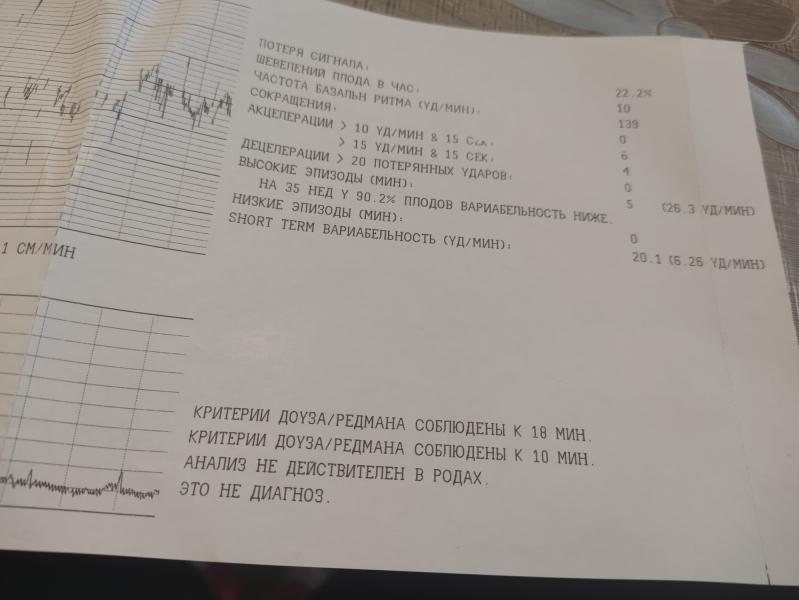 ПОТЕРЯ СИГНАЛА: 22.2%
ШЕВЕЛЕНИЙ ПЛОДА В ЧАС: 10
ЧАСТОТА БАЗАЛЬН РИТМА (УД/МИН): 139
СОКРАЩЕНИЯ: 0
АКЦЕЛЕРАЦИИ > 10 УД/МИН & 15 СЕК: 6
> 15 УД/МИН & 15 СЕК: 4
ДЕЦЕЛЕРАЦИИ > 20 ПОТЕРЯННЫХ УДАРОВ: 0
ВЫСОКИЕ ЭПИЗОДЫ (МИН): 5 (26.3 УД/МИН)
НА 35 НЕД У 90.2% ПЛОДОВ ВАРИАБЕЛЬНОСТЬ НИЖЕ.
НИЗКИЕ ЭПИЗОДЫ (МИН): 0
SHORT TERM ВАРИАБЕЛЬНОСТЬ (УД/МИН): 20.1 (6.26 УД/МИН)
1 СМ/МИН
КРИТЕРИИ ДОУЗА/РЕДМАНА СОБЛЮДЕНЫ К 18 МИН.
КРИТЕРИИ ДОУЗА/РЕДМАНА СОБЛЮДЕНЫ К 10 МИН.
АНАЛИЗ НЕ ДЕЙСТВИТЕЛЕН В РОДАХ.
ЭТО НЕ ДИАГНОЗ.